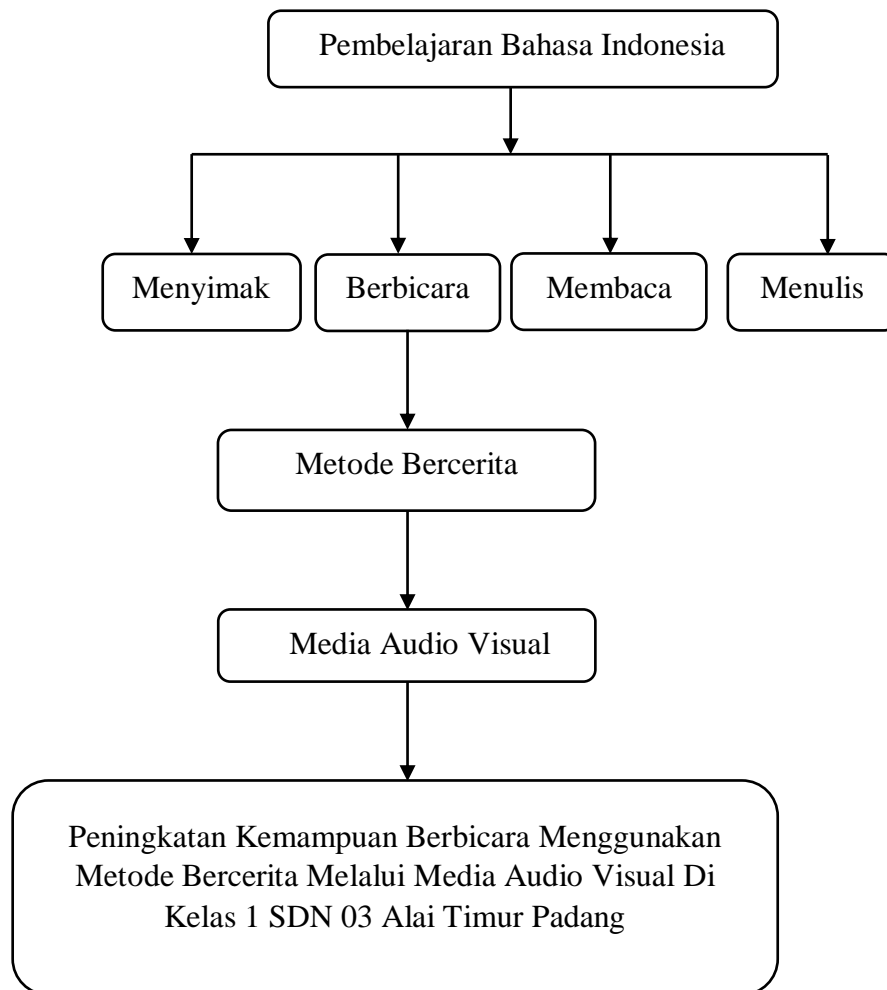 Pembelajaran Bahasa Indonesia
Menyimak
Berbicara
Membaca
Menulis
Metode Bercerita
Media Audio Visual
Peningkatan Kemampuan Berbicara Menggunakan
Metode Bercerita Melalui Media Audio Visual Di
Kelas 1 SDN 03 Alai Timur Padang